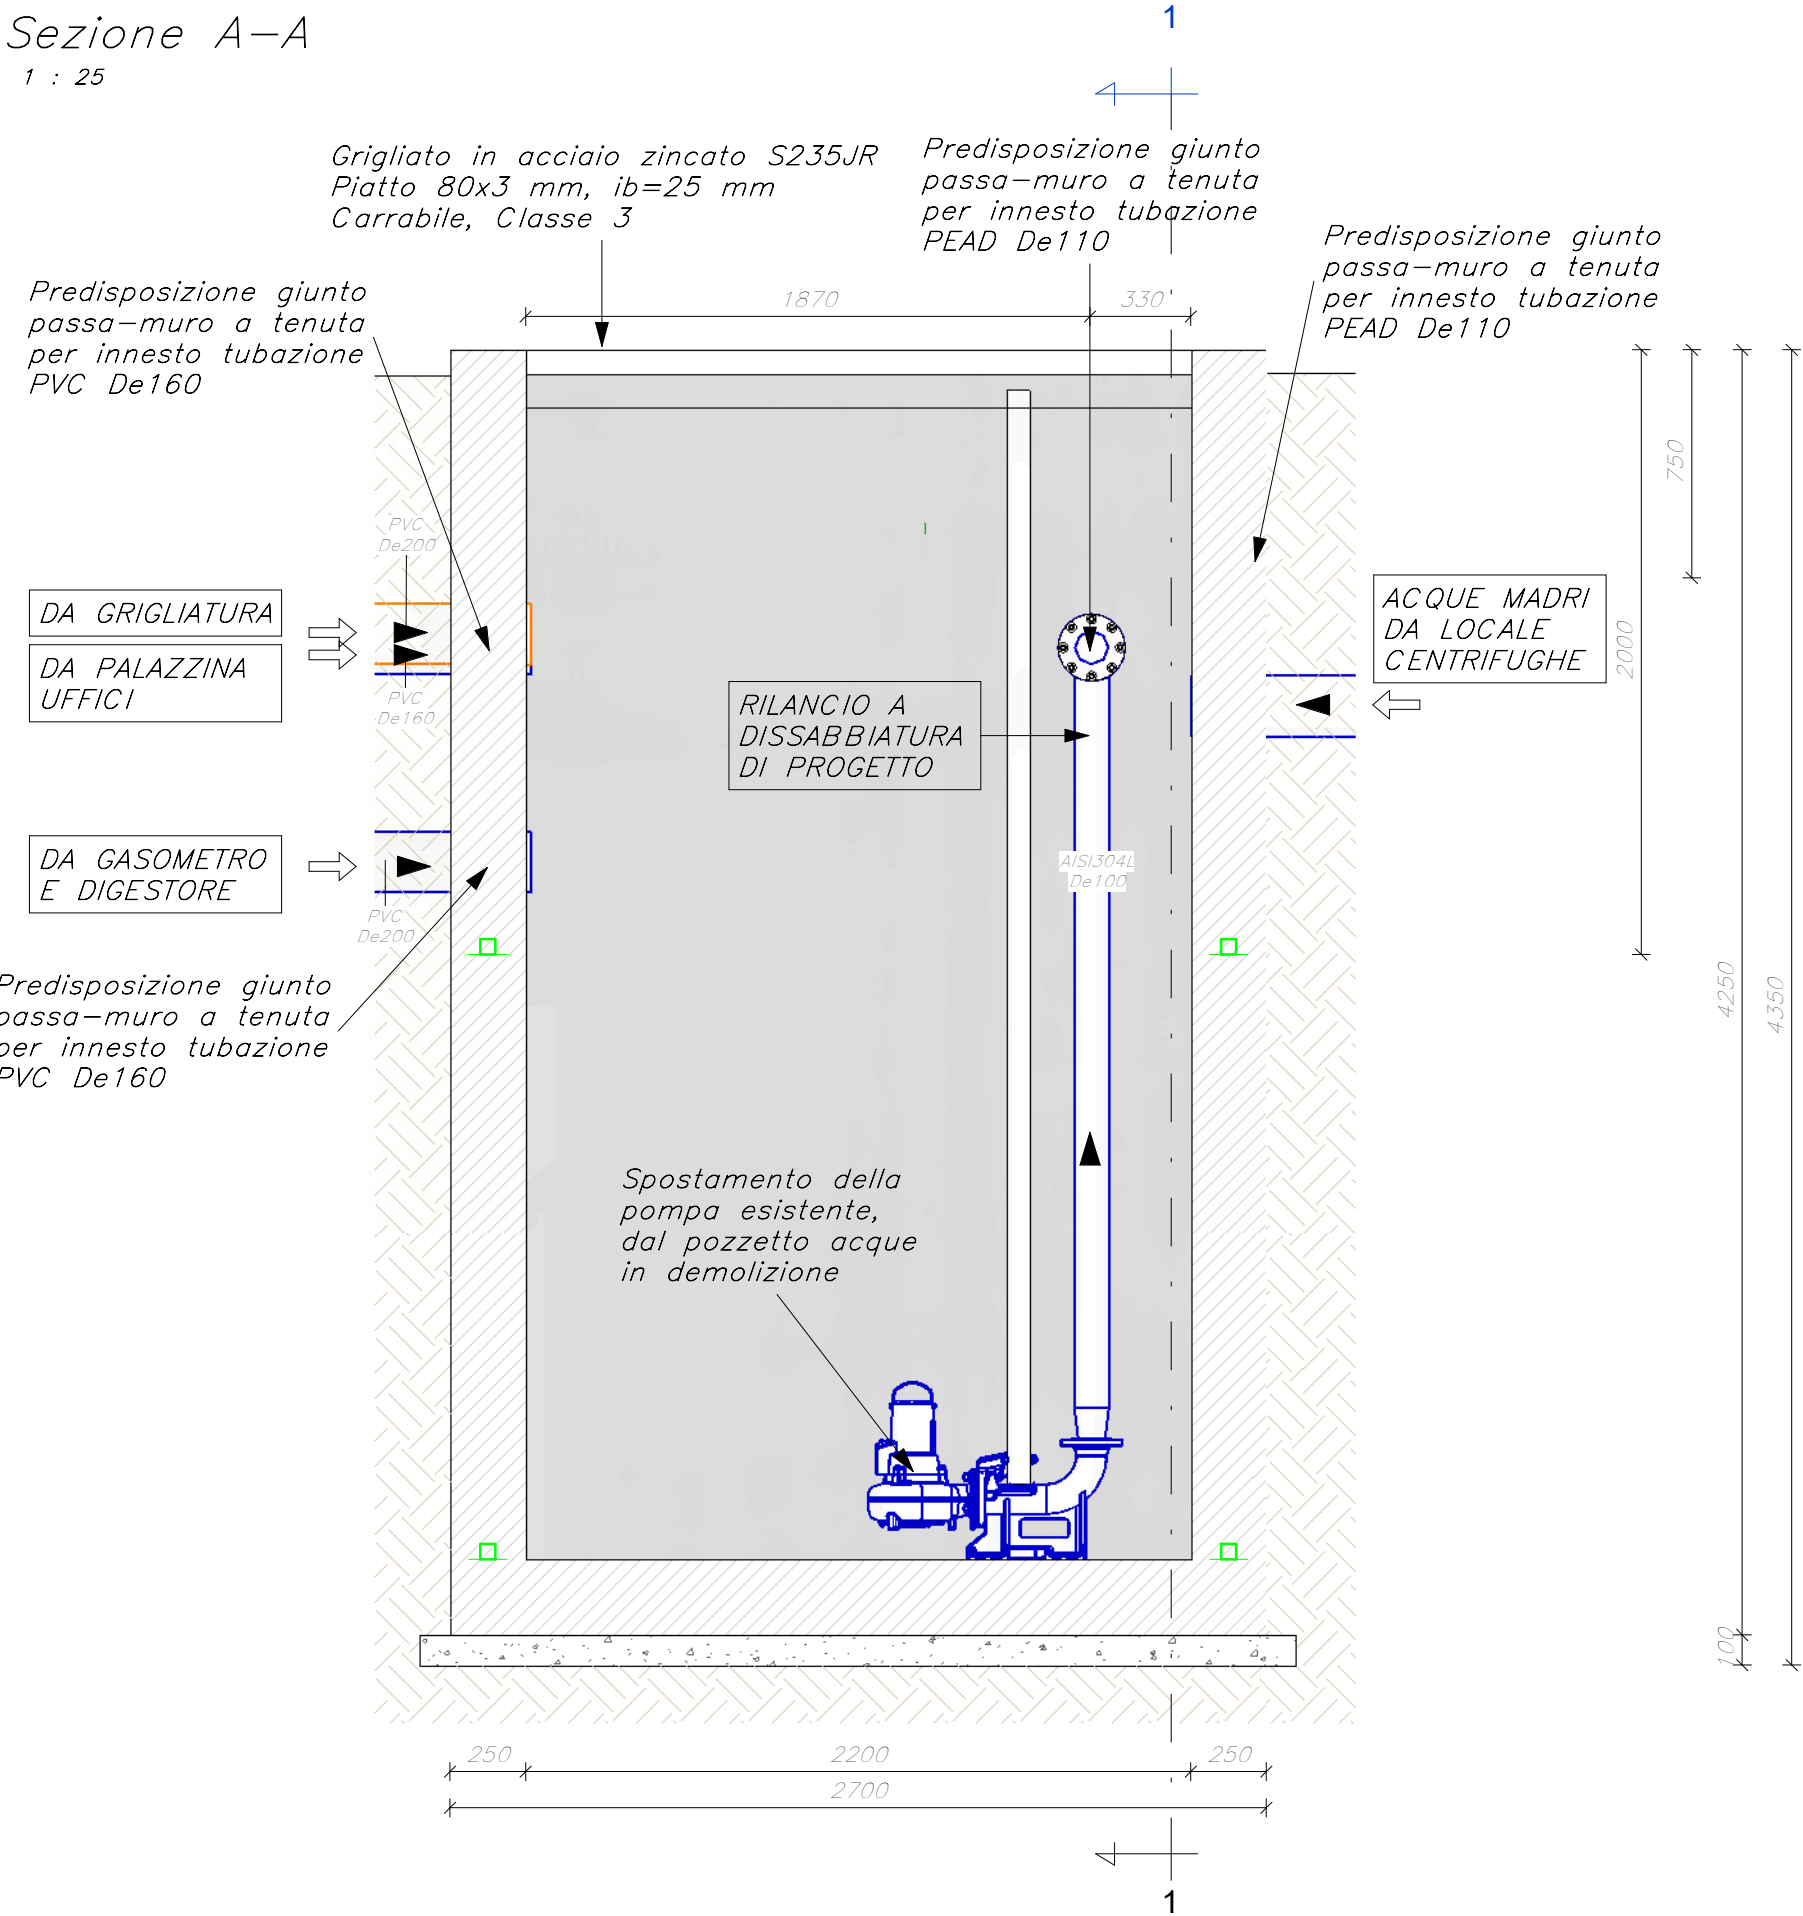 Sezione A-A
1 : 25
1
Grigliato in acciaio zincato S235JR
Piatto 80x3 mm, ib=25 mm
Carrabile, Classe 3
Predisposizione giunto
passa-muro a tenuta
per innesto tubazione
PEAD De110
Predisposizione giunto
passa-muro a tenuta
per innesto tubazione
PEAD De110
Predisposizione giunto
passa-muro a tenuta
per innesto tubazione
PVC De160
1870
330
750
2000
4250
4350
100
PVC
De200
DA GRIGLIATURA
DA PALAZZINA
UFFICI
PVC
De160
ACQUE MADRI
DA LOCALE
CENTRIFUGHE
RILANCIO A
DISSABBIATURA
DI PROGETTO
AISI304L
De100
DA GASOMETRO
E DIGESTORE
PVC
De200
Predisposizione giunto
passa-muro a tenuta
per innesto tubazione
PVC De160
Spostamento della
pompa esistente,
dal pozzetto acque
in demolizione
250
2200
250
2700
1